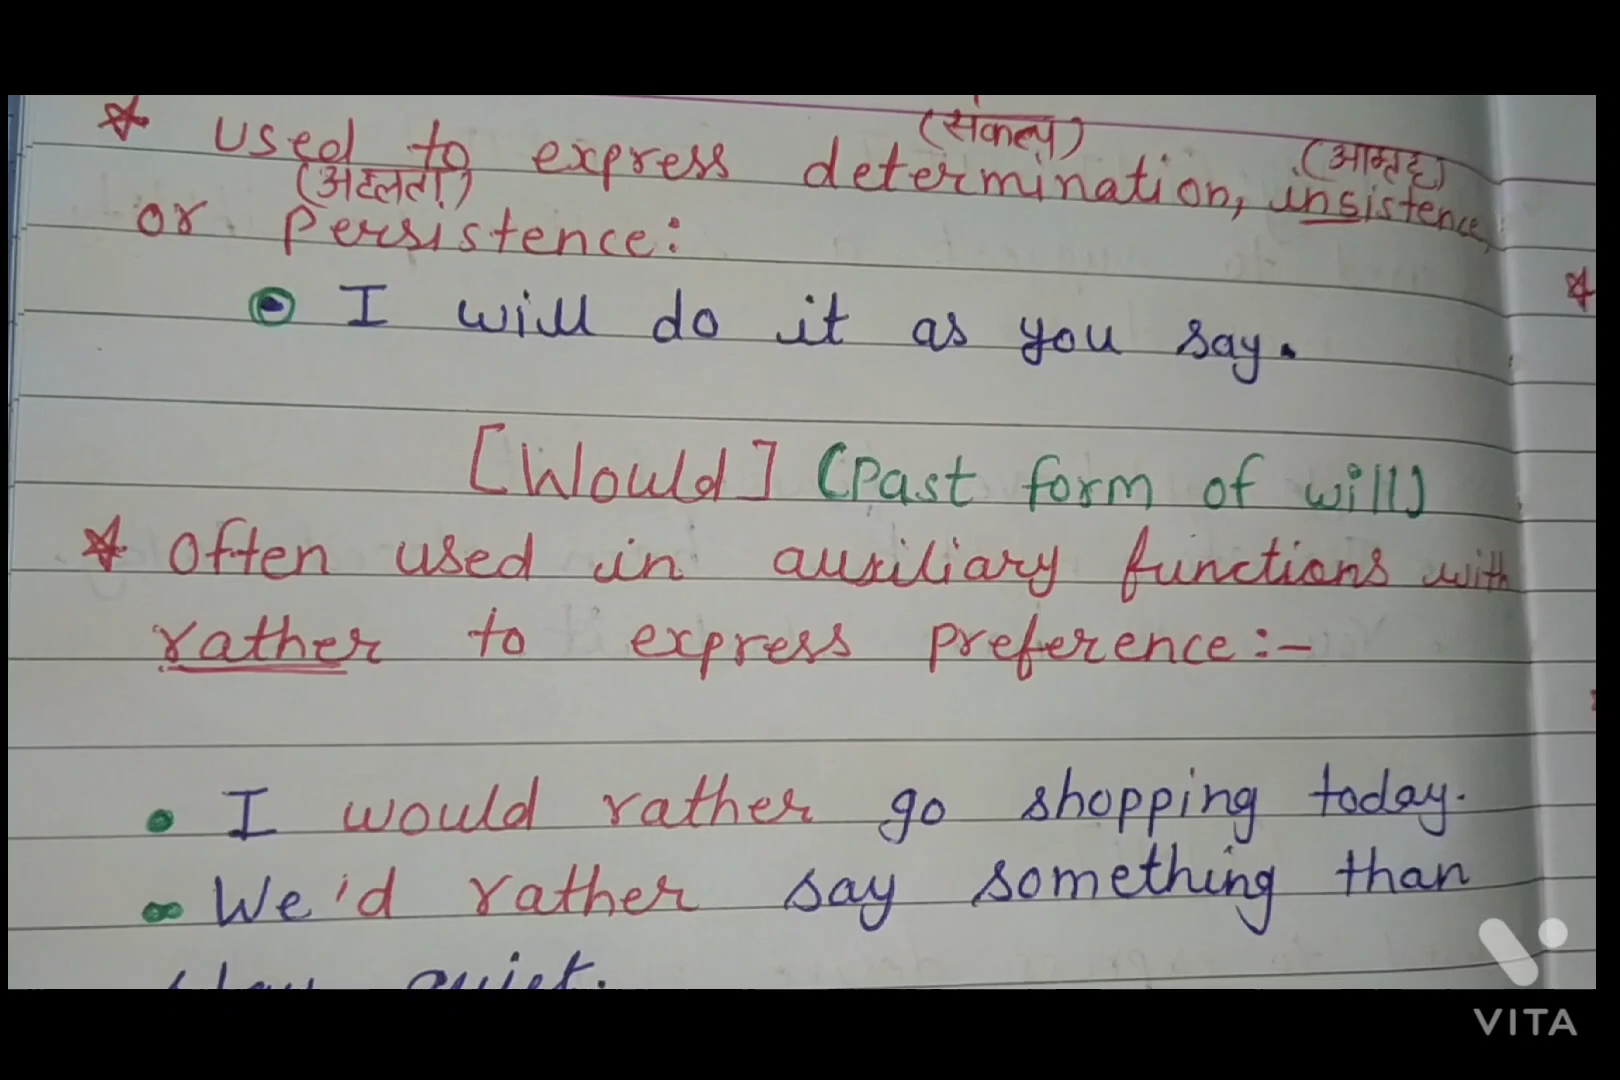 (संकल्प) (आग्रह)
☆ used to express determination, insistence,
(अटलता)
or Persistence:
I will do it as you say.
[Would] (Past form of will)
☆ often used in auxiliary functions with
rather to express preference:-
• I would rather go shopping today.
• We'd rather say something than
stay quiet.
VITA